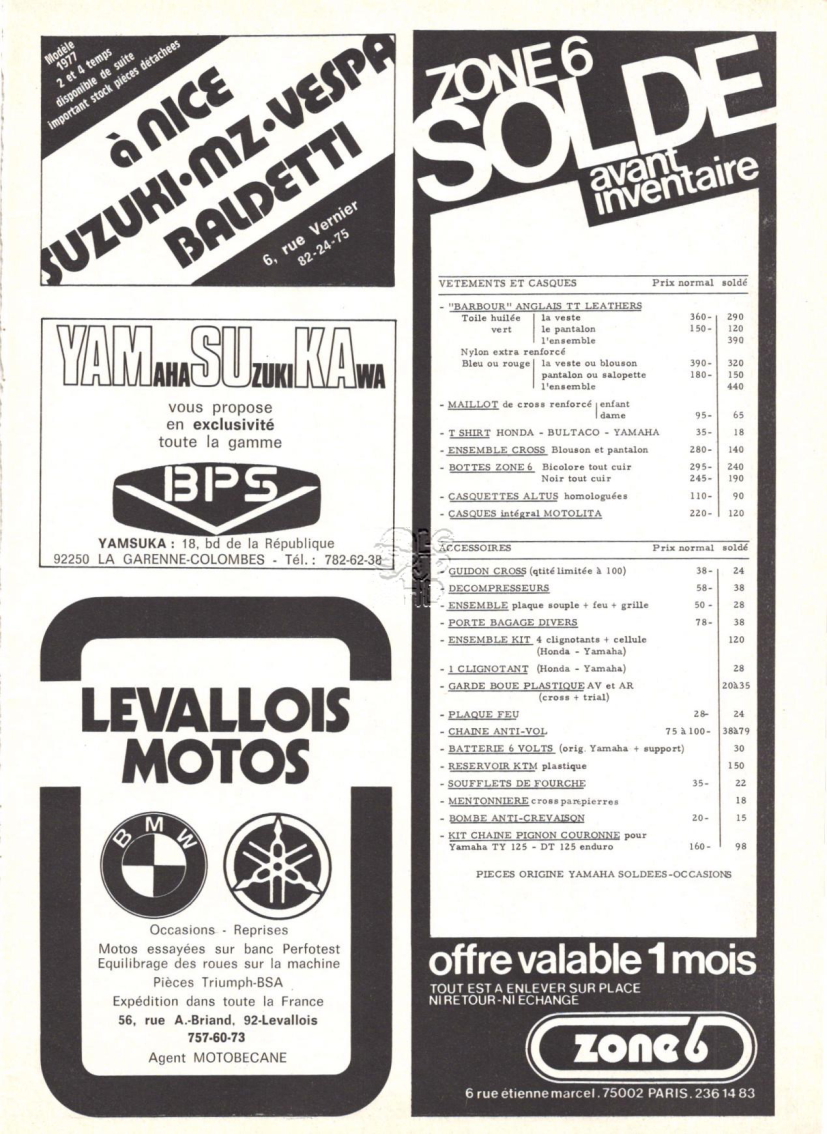 Modèle
1977
2 et 4 temps
disponible de suite
important stock pièces détachées
à NICE
SUZUKI•MZ•VESPA
BALDETTI
6, rue Vernier
82-24-75
YAMAHA SUZUKI KAWA
vous propose
en exclusivité
toute la gamme
BPS
YAMSUKA : 18, bd de la République
92250 LA GARENNE-COLOMBES - Tél. : 782-62-38
LEVALLOIS
MOTOS
BMW
Occasions - Reprises
Motos essayées sur banc Perfotest
Equilibrage des roues sur la machine
Pièces Triumph-BSA
Expédition dans toute la France
56, rue A.-Briand, 92-Levallois
757-60-73
Agent MOTOBECANE
ZONE 6
SOLDE
avant
inventaire
VETEMENTS ET CASQUES Prix normal soldé
- "BARBOUR" ANGLAIS TT LEATHERS
Toile huilée la veste 360- 290
vert le pantalon 150- 120
l'ensemble 390
Nylon extra renforcé
Bleu ou rouge la veste ou blouson 390- 320
pantalon ou salopette 180- 150
l'ensemble 440
- MAILLOT de cross renforcé enfant
dame 95- 65
- T SHIRT HONDA - BULTACO - YAMAHA 35- 18
- ENSEMBLE CROSS Blouson et pantalon 280- 140
- BOTTES ZONE 6 Bicolore tout cuir 295- 240
Noir tout cuir 245- 190
- CASQUETTES ALTUS homologuées 110- 90
- CASQUES intégral MOTOLITA 220- 120
ACCESSOIRES Prix normal soldé
- GUIDON CROSS (qtité limitée à 100) 38- 24
- DECOMPRESSEURS 58- 38
- ENSEMBLE plaque souple + feu + grille 50 - 28
- PORTE BAGAGE DIVERS 78- 38
- ENSEMBLE KIT 4 clignotants + cellule 120
(Honda - Yamaha)
- 1 CLIGNOTANT (Honda - Yamaha) 28
- GARDE BOUE PLASTIQUE AV et AR 20à35
(cross + trial)
- PLAQUE FEU 28- 24
- CHAINE ANTI-VOL 75 à 100- 38à79
- BATTERIE 6 VOLTS (orig. Yamaha + support) 30
- RESERVOIR KTM plastique 150
- SOUFFLETS DE FOURCHE 35- 22
- MENTONNIERE cross parepierres 18
- BOMBE ANTI-CREVAISON 20- 15
- KIT CHAINE PIGNON COURONNE pour
Yamaha TY 125 - DT 125 enduro 160- 98
PIECES ORIGINE YAMAHA SOLDEES-OCCASIONS
offre valable 1 mois
TOUT EST A ENLEVER SUR PLACE
NI RETOUR-NI ECHANGE
zone 6
6 rue étienne marcel. 75002 PARIS. 236 14 83